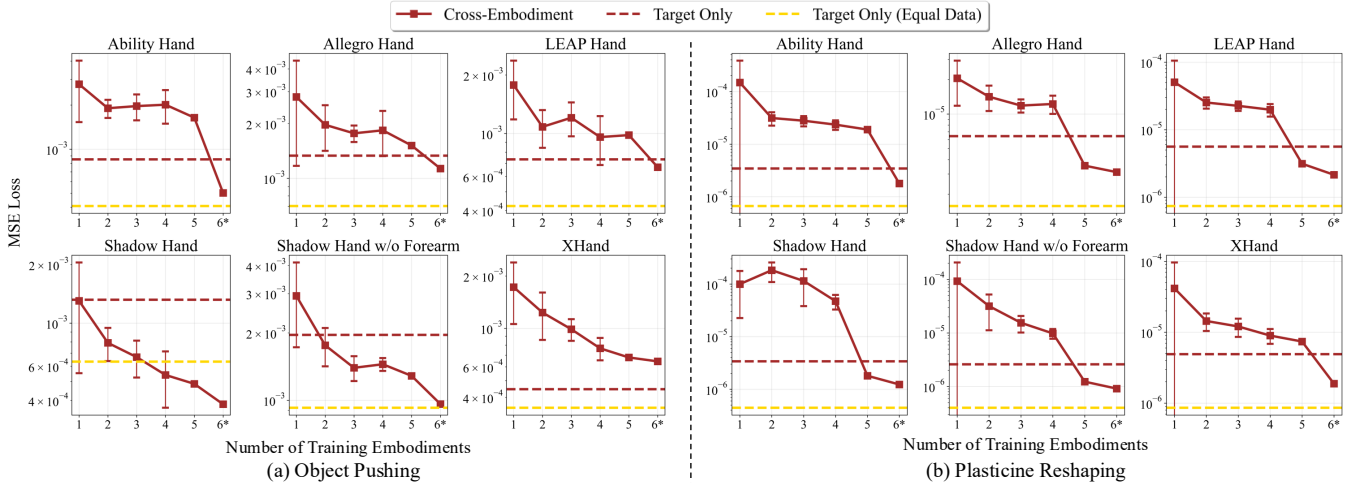 Cross-Embodiment Target Only Target Only (Equal Data)
Ability Hand Allegro Hand LEAP Hand Ability Hand Allegro Hand LEAP Hand
10⁻³
1 2 3 4 5 6*
4 × 10⁻³
3 × 10⁻³
2 × 10⁻³
10⁻³
1 2 3 4 5 6*
2 × 10⁻³
10⁻³
6 × 10⁻⁴
4 × 10⁻⁴
1 2 3 4 5 6*
10⁻⁴
10⁻⁵
10⁻⁶
1 2 3 4 5 6*
10⁻⁵
1 2 3 4 5 6*
10⁻⁴
10⁻⁵
10⁻⁶
1 2 3 4 5 6*
MSE Loss
Shadow Hand Shadow Hand w/o Forearm XHand Shadow Hand Shadow Hand w/o Forearm XHand
2 × 10⁻³
10⁻³
6 × 10⁻⁴
4 × 10⁻⁴
1 2 3 4 5 6*
4 × 10⁻³
3 × 10⁻³
2 × 10⁻³
10⁻³
1 2 3 4 5 6*
2 × 10⁻³
10⁻³
6 × 10⁻⁴
4 × 10⁻⁴
1 2 3 4 5 6*
10⁻⁴
10⁻⁵
10⁻⁶
1 2 3 4 5 6*
10⁻⁴
10⁻⁵
10⁻⁶
1 2 3 4 5 6*
10⁻⁴
10⁻⁵
10⁻⁶
1 2 3 4 5 6*
Number of Training Embodiments Number of Training Embodiments
(a) Object Pushing (b) Plasticine Reshaping